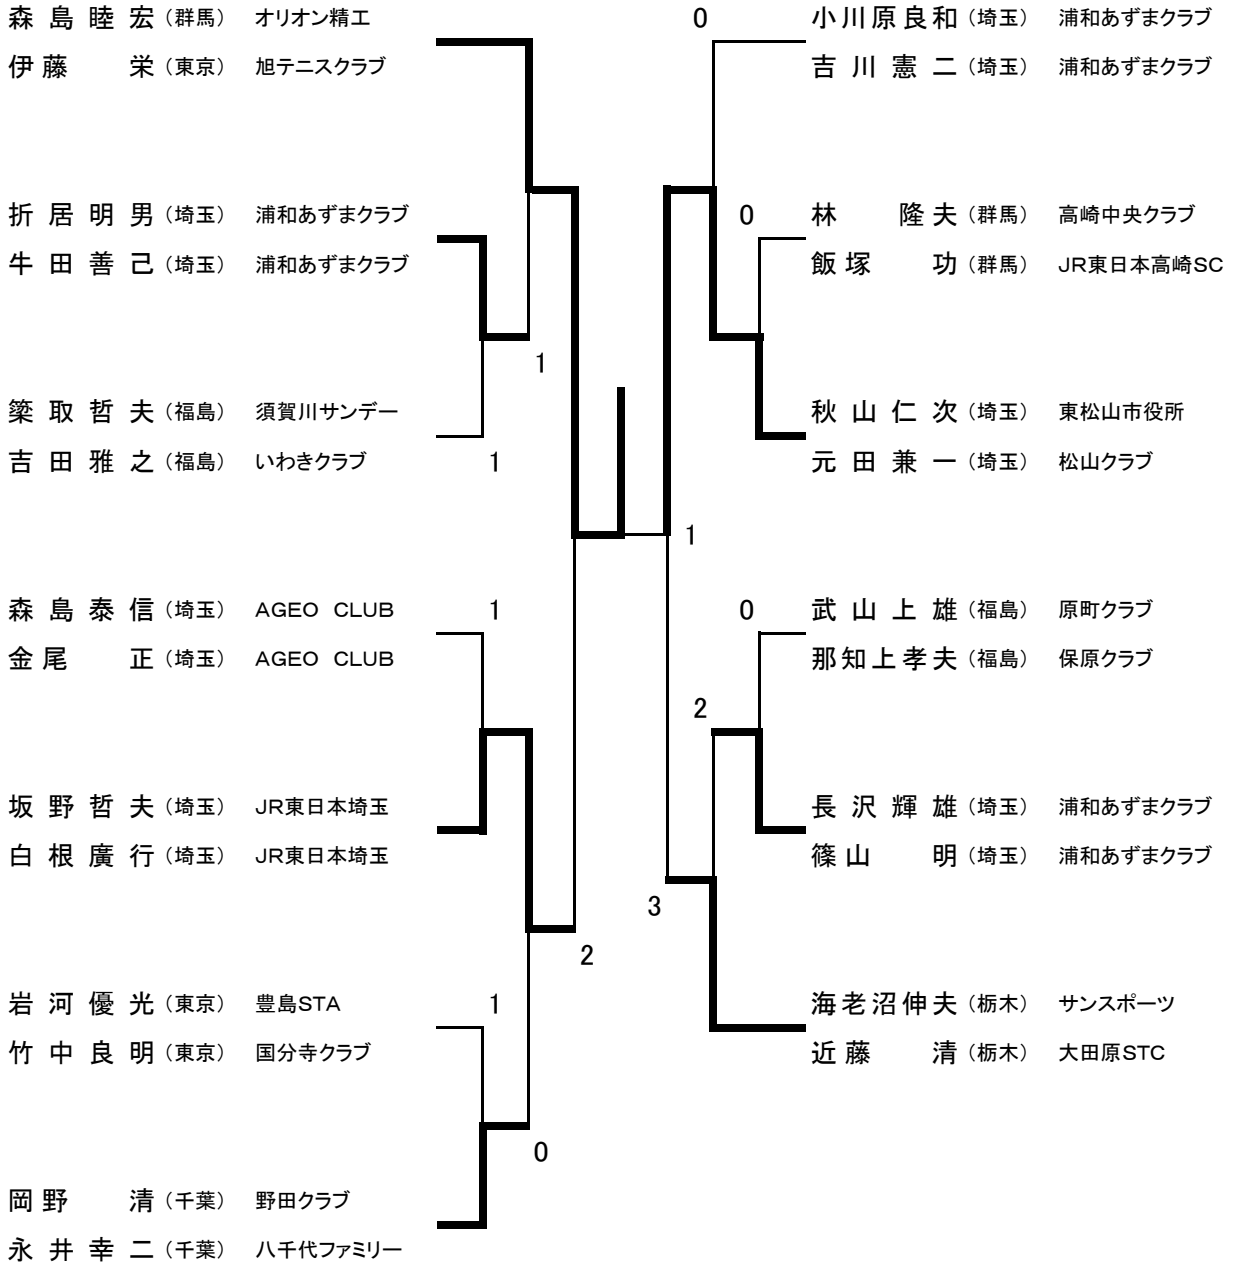 森島睦宏（群馬） オリオン精工
伊藤 栄（東京） 旭テニスクラブ
折居明男（埼玉） 浦和あずまクラブ
牛田善己（埼玉） 浦和あずまクラブ
1
簗取哲夫（福島） 須賀川サンデー
吉田雅之（福島） いわきクラブ
1
森島泰信（埼玉） AGEO CLUB
1
金尾 正（埼玉） AGEO CLUB
坂野哲夫（埼玉） JR東日本埼玉
白根廣行（埼玉） JR東日本埼玉
2
岩河優光（東京） 豊島STA
1
竹中良明（東京） 国分寺クラブ
0
岡野 清（千葉） 野田クラブ
永井幸二（千葉） 八千代ファミリー
0
小川原良和（埼玉） 浦和あずまクラブ
吉川憲二（埼玉） 浦和あずまクラブ
0
林 隆夫（群馬） 高崎中央クラブ
飯塚 功（群馬） JR東日本高崎SC
秋山仁次（埼玉） 東松山市役所
元田兼一（埼玉） 松山クラブ
1
0
武山上雄（福島） 原町クラブ
那知上孝夫（福島） 保原クラブ
2
長沢輝雄（埼玉） 浦和あずまクラブ
篠山 明（埼玉） 浦和あずまクラブ
3
海老沼伸夫（栃木） サンスポーツ
近藤 清（栃木） 大田原STC